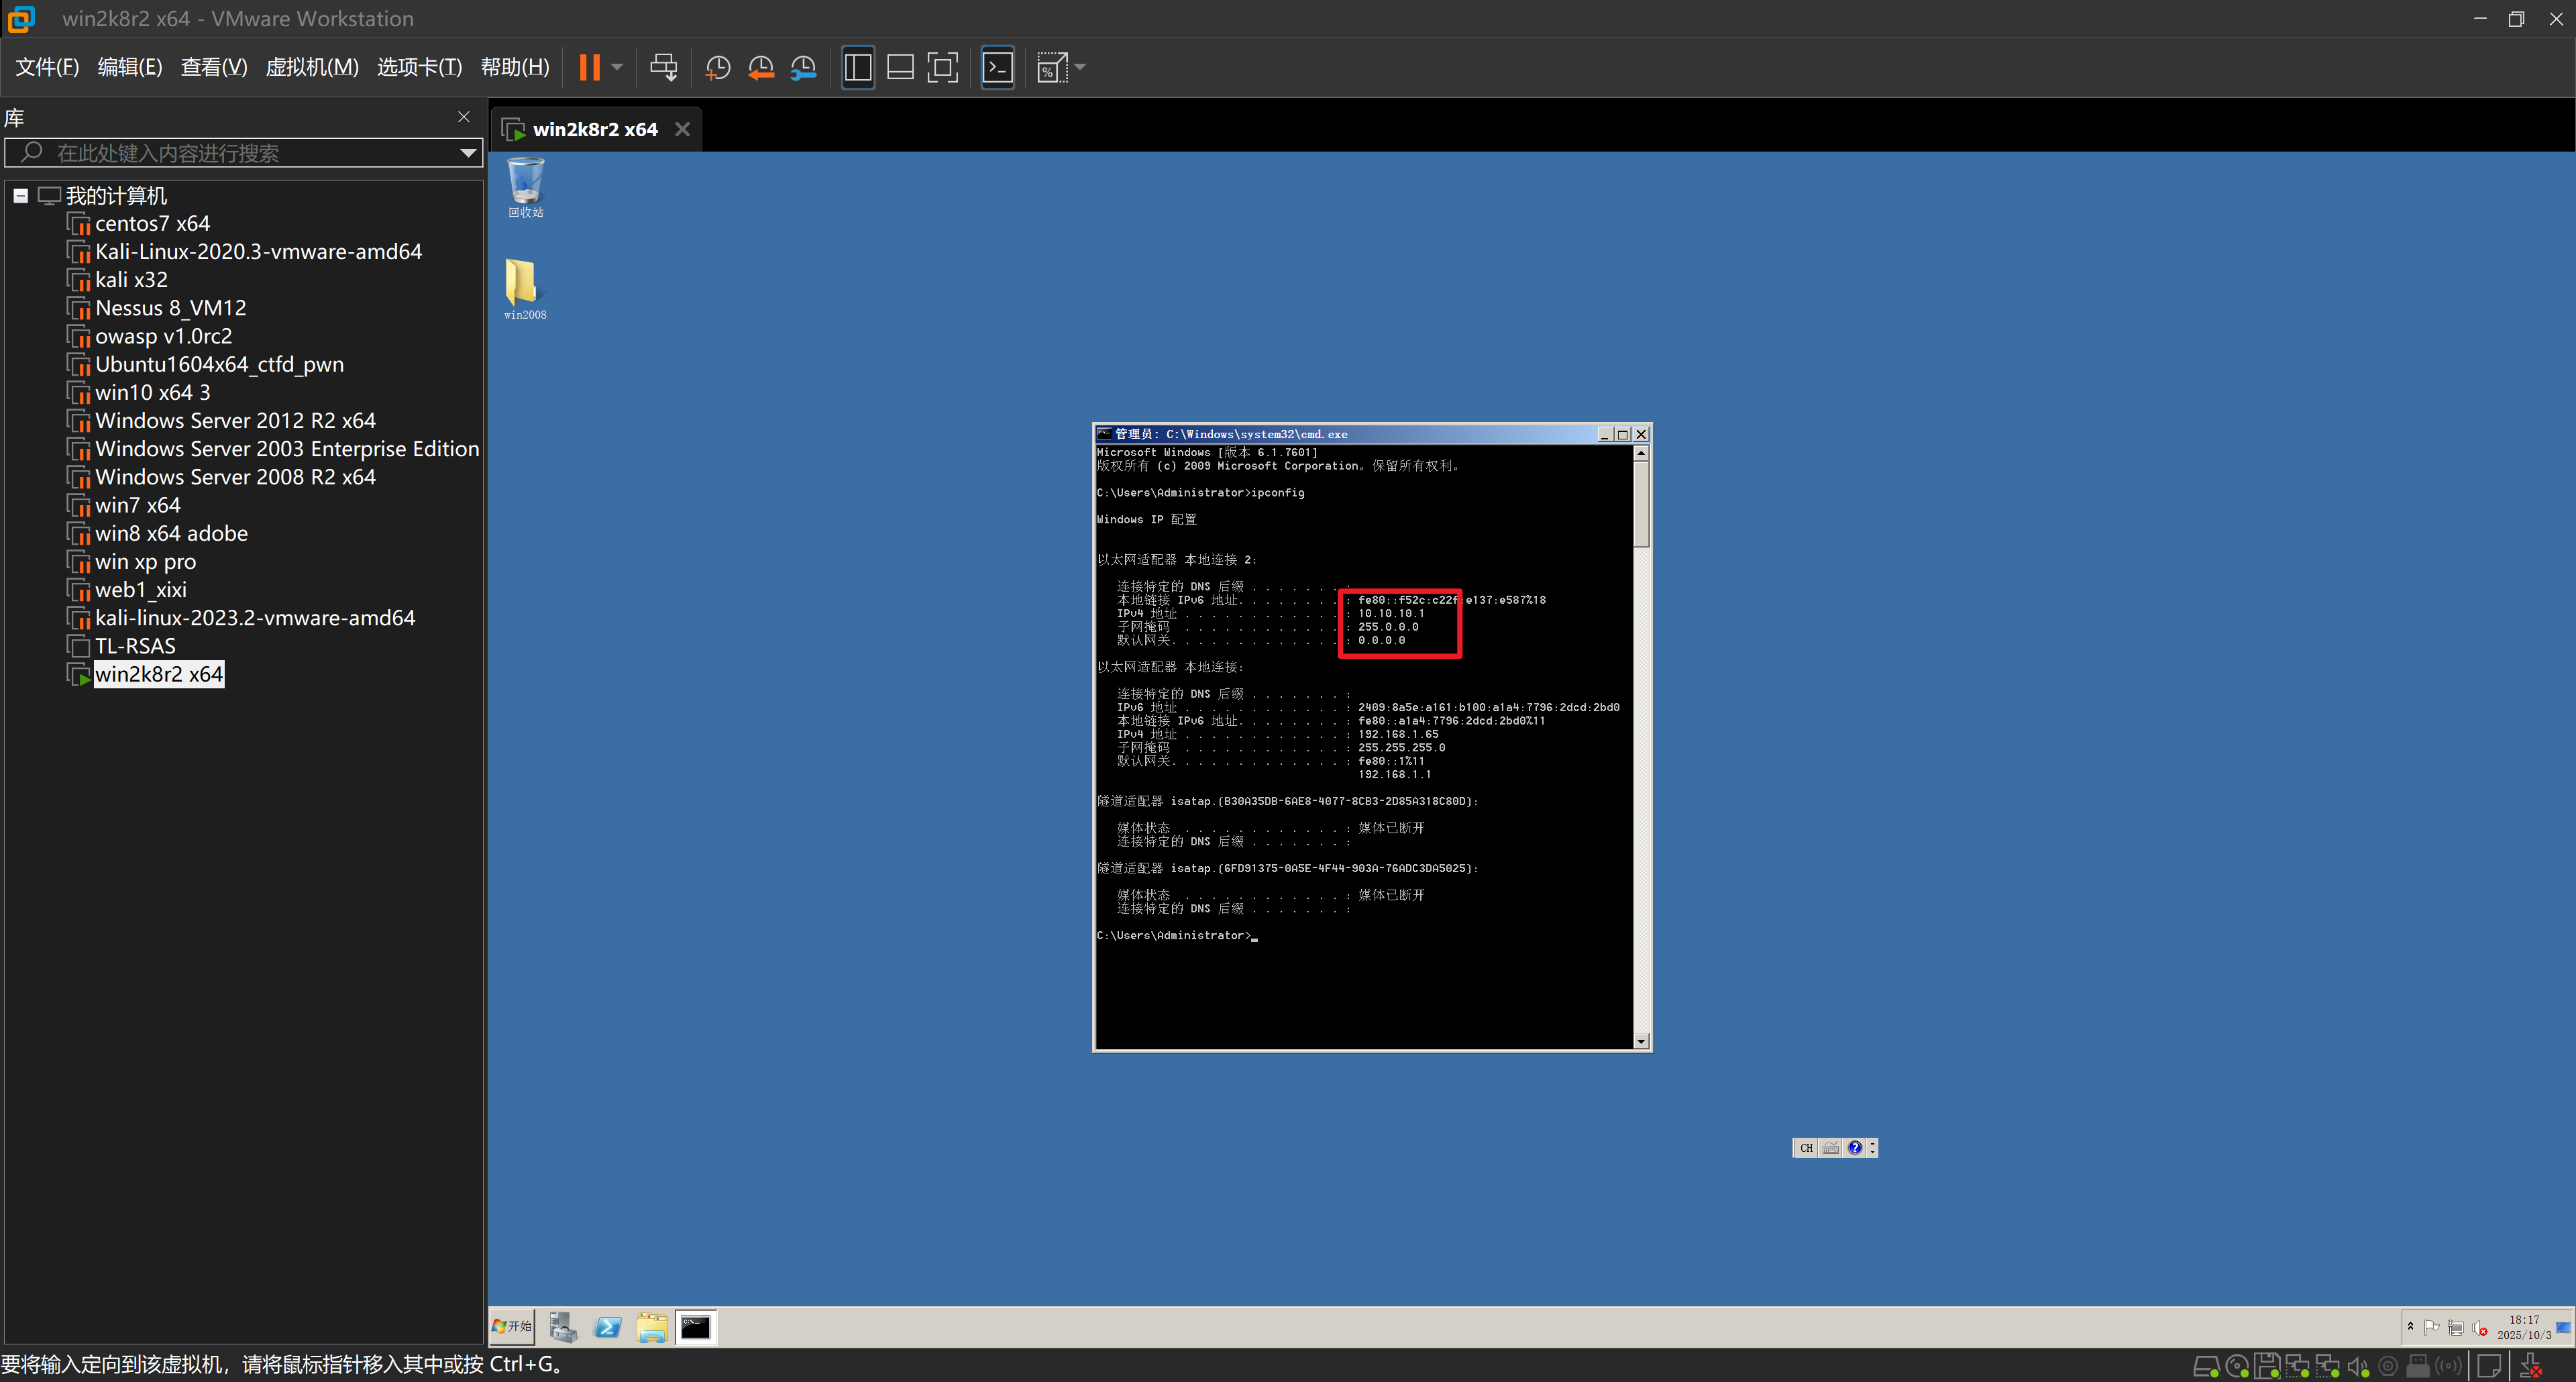 win2k8r2 x64 - VMware Workstation
文件(F) 编辑(E) 查看(V) 虚拟机(M) 选项卡(T) 帮助(H)
库
在此处键入内容进行搜索
我的计算机
centos7 x64
Kali-Linux-2020.3-vmware-amd64
kali x32
Nessus 8_VM12
owasp v1.0rc2
Ubuntu1604x64_ctfd_pwn
win10 x64 3
Windows Server 2012 R2 x64
Windows Server 2003 Enterprise Edition
Windows Server 2008 R2 x64
win7 x64
win8 x64 adobe
win xp pro
web1_xixi
kali-linux-2023.2-vmware-amd64
TL-RSAS
win2k8r2 x64
win2k8r2 x64
回收站
win2008
管理员: C:\Windows\system32\cmd.exe
Microsoft Windows [版本 6.1.7601]
版权所有 (c) 2009 Microsoft Corporation。保留所有权利。
C:\Users\Administrator>ipconfig
Windows IP 配置
以太网适配器 本地连接 2:
连接特定的 DNS 后缀 . . . . . . . :
本地链接 IPv6 地址. . . . . . . . : fe80::f52c:c22f:e137:e587%18
IPv4 地址 . . . . . . . . . . . . : 10.10.10.1
子网掩码 . . . . . . . . . . . . : 255.0.0.0
默认网关. . . . . . . . . . . . . : 0.0.0.0
以太网适配器 本地连接:
连接特定的 DNS 后缀 . . . . . . . :
IPv6 地址 . . . . . . . . . . . . : 2409:8a5e:a161:b100:a1a4:7796:2dcd:2bd0
本地链接 IPv6 地址. . . . . . . . : fe80::a1a4:7796:2dcd:2bd0%11
IPv4 地址 . . . . . . . . . . . . : 192.168.1.65
子网掩码 . . . . . . . . . . . . : 255.255.255.0
默认网关. . . . . . . . . . . . . : fe80::1%11
192.168.1.1
隧道适配器 isatap.{B30A35DB-6AE8-4077-8CB3-2D85A318C80D}:
媒体状态 . . . . . . . . . . . . : 媒体已断开
连接特定的 DNS 后缀 . . . . . . . :
隧道适配器 isatap.{6FD91375-0A5E-4F44-903A-76ADC3DA5025}:
媒体状态 . . . . . . . . . . . . : 媒体已断开
连接特定的 DNS 后缀 . . . . . . . :
C:\Users\Administrator>_
CH
开始
18:17
2025/10/3
要将输入定向到该虚拟机，请将鼠标指针移入其中或按 Ctrl+G。